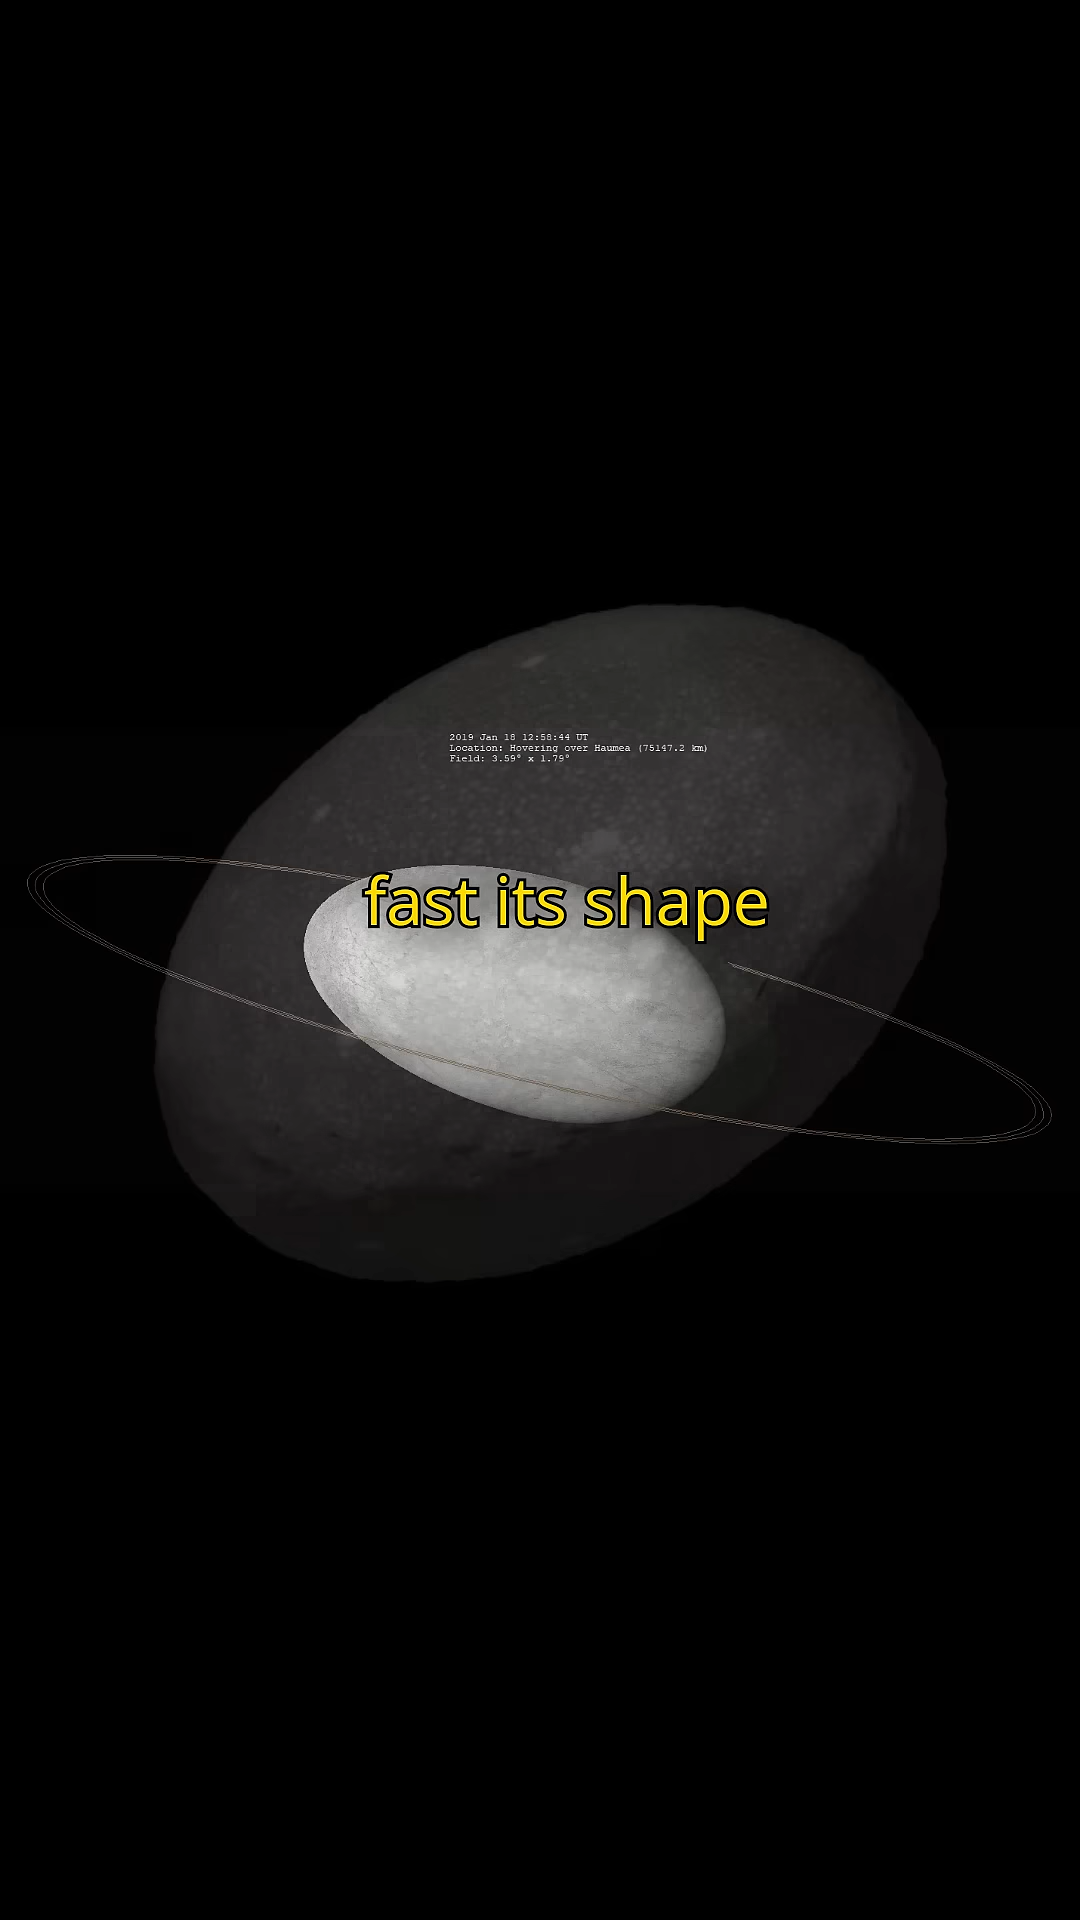 2019 Jan 18 12:58:44 UT
Location: Hovering over Haumea (75147.2 km)
Field: 3.59° x 1.79°
fast its shape